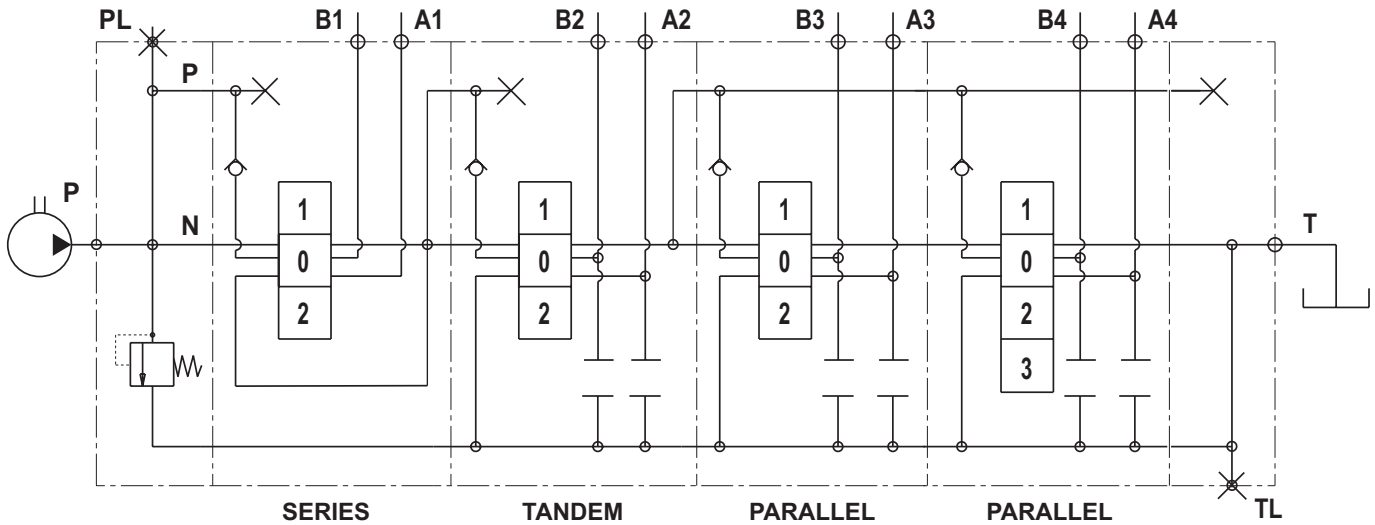 PL B1 A1 B2 A2 B3 A3 B4 A4
P
P N T
1 1 1 1
0 0 0 0
2 2 2 2
3
TL
SERIES TANDEM PARALLEL PARALLEL